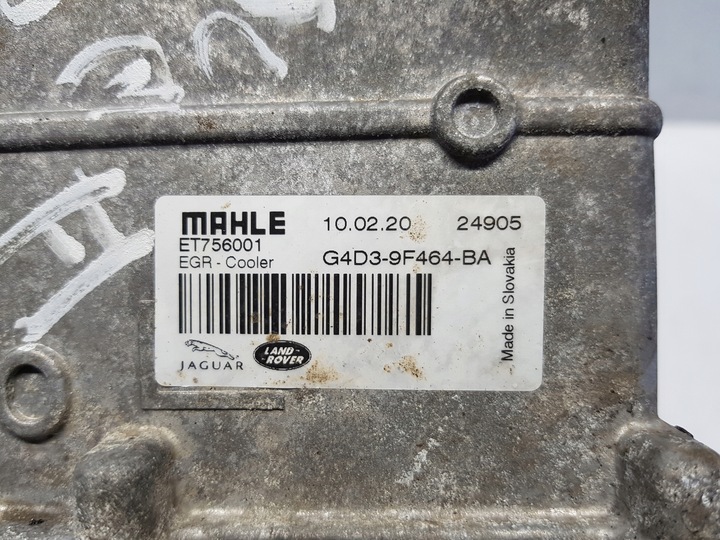 MAHLE 10.02.20 24905
ET756001
EGR - Cooler G4D3-9F464-BA
JAGUAR
LAND-
-ROVER
Made in Slovakia